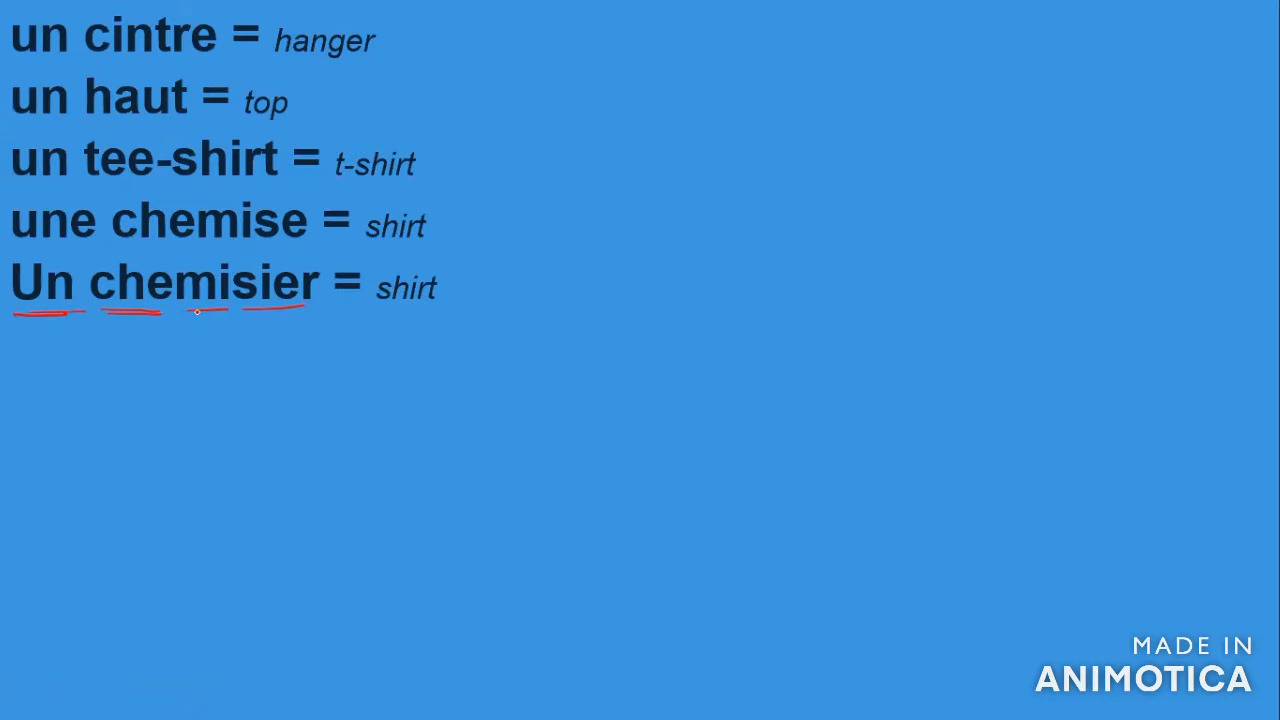 un cintre = hanger
un haut = top
un tee-shirt = t-shirt
une chemise = shirt
Un chemisier = shirt
MADE IN
ANIMOTICA